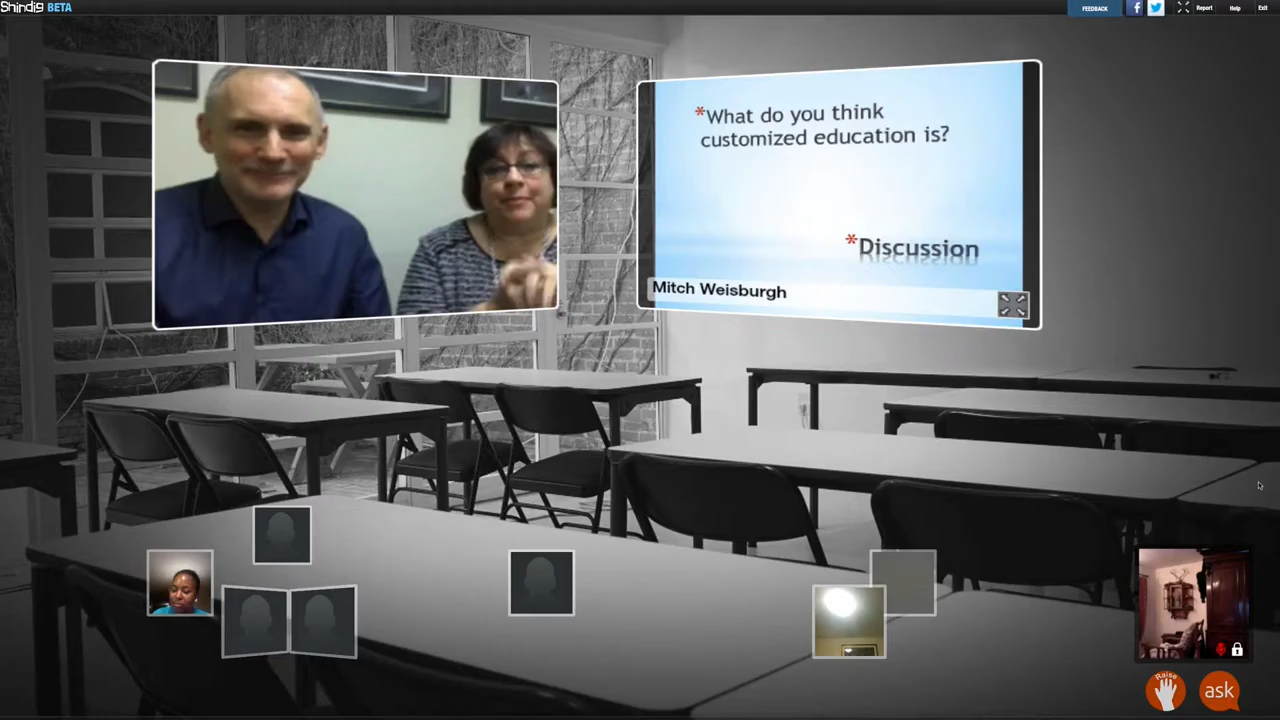 Shindig BETA
FEEDBACK
Report
Help
Exit
*What do you think
customized education is?
*Discussion
Mitch Weisburgh
Raise
ask